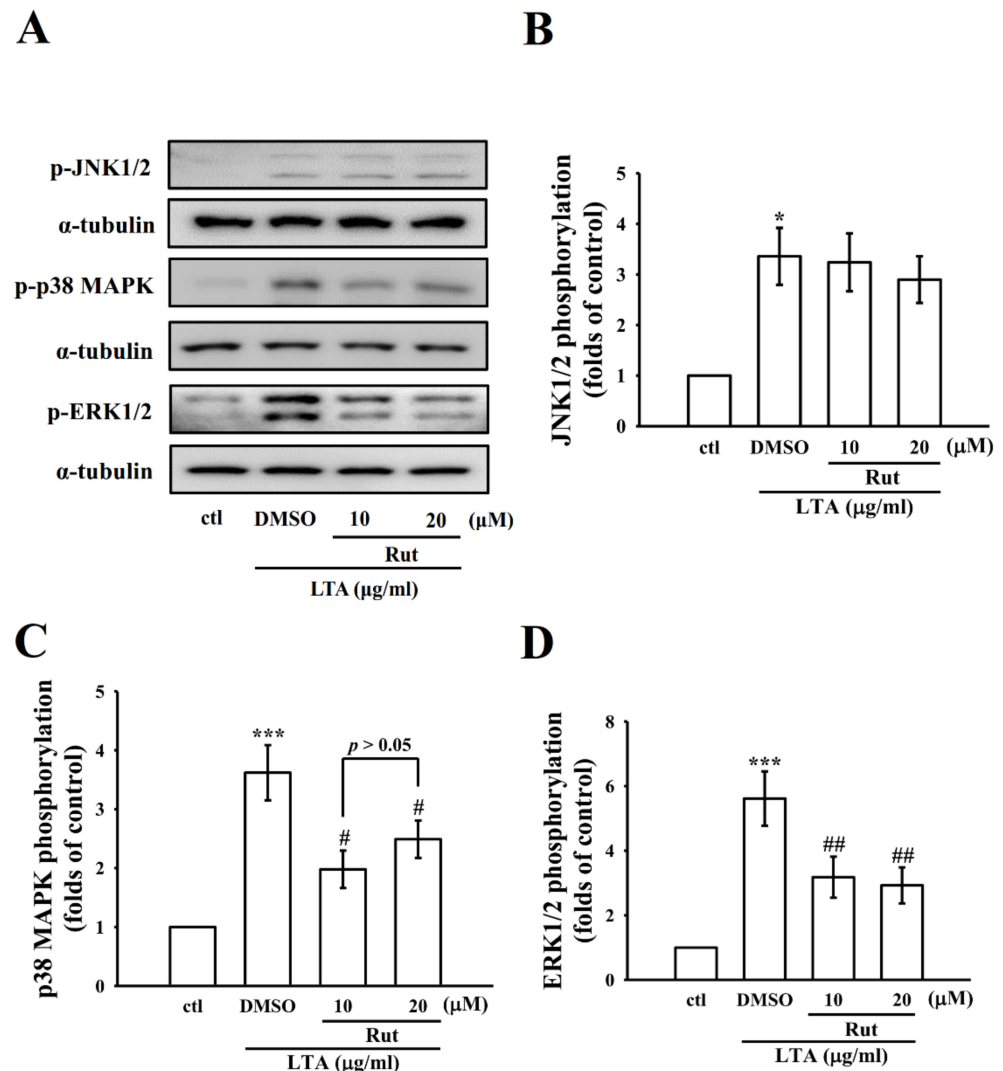 A
p-JNK1/2
α-tubulin
p-p38 MAPK
α-tubulin
p-ERK1/2
α-tubulin
ctl DMSO 10 20 (μM)
Rut
LTA (μg/ml)
B
JNK1/2 phosphorylation
(folds of control)
5
4
3
2
1
0
*
ctl DMSO 10 20 (μM)
Rut
LTA (μg/ml)
C
p38 MAPK phosphorylation
(folds of control)
5
4
3
2
1
0
***
p > 0.05
#
#
ctl DMSO 10 20 (μM)
Rut
LTA (μg/ml)
D
ERK1/2 phosphorylation
(folds of control)
8
6
4
2
0
***
##
##
ctl DMSO 10 20 (μM)
Rut
LTA (μg/ml)